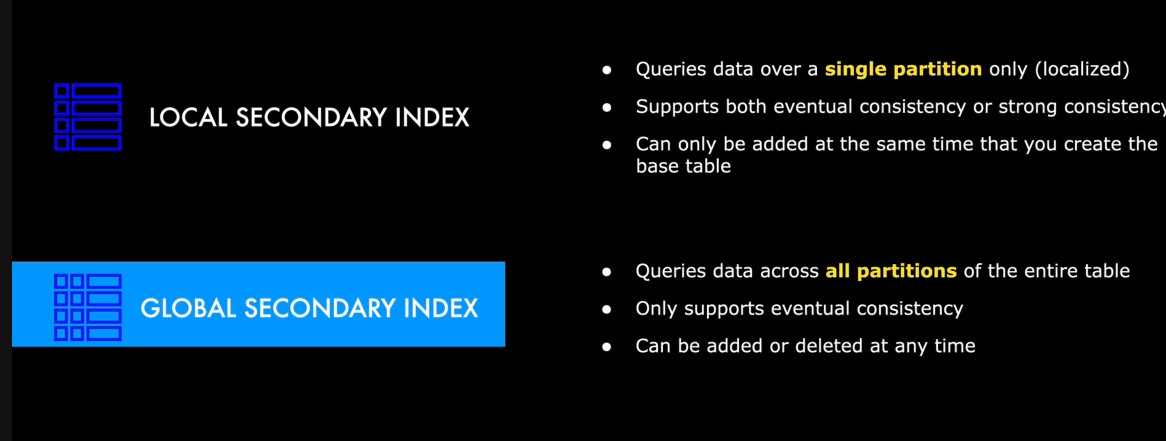 LOCAL SECONDARY INDEX
● Queries data over a single partition only (localized)
● Supports both eventual consistency or strong consistency
● Can only be added at the same time that you create the
base table
GLOBAL SECONDARY INDEX
● Queries data across all partitions of the entire table
● Only supports eventual consistency
● Can be added or deleted at any time